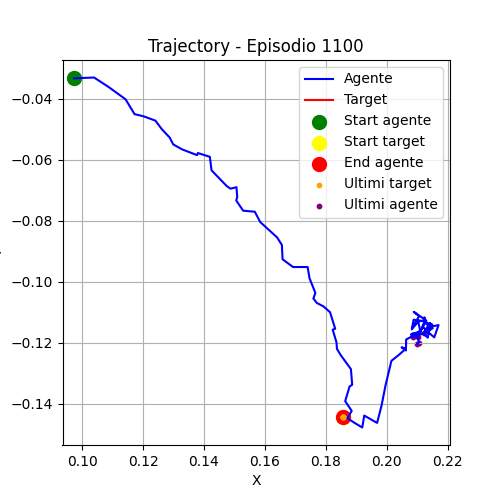 Trajectory - Episodio 1100
Agente
Target
Start agente
Start target
End agente
Ultimi target
Ultimi agente
−0.04
−0.06
−0.08
−0.10
−0.12
−0.14
0.10 0.12 0.14 0.16 0.18 0.20 0.22
X